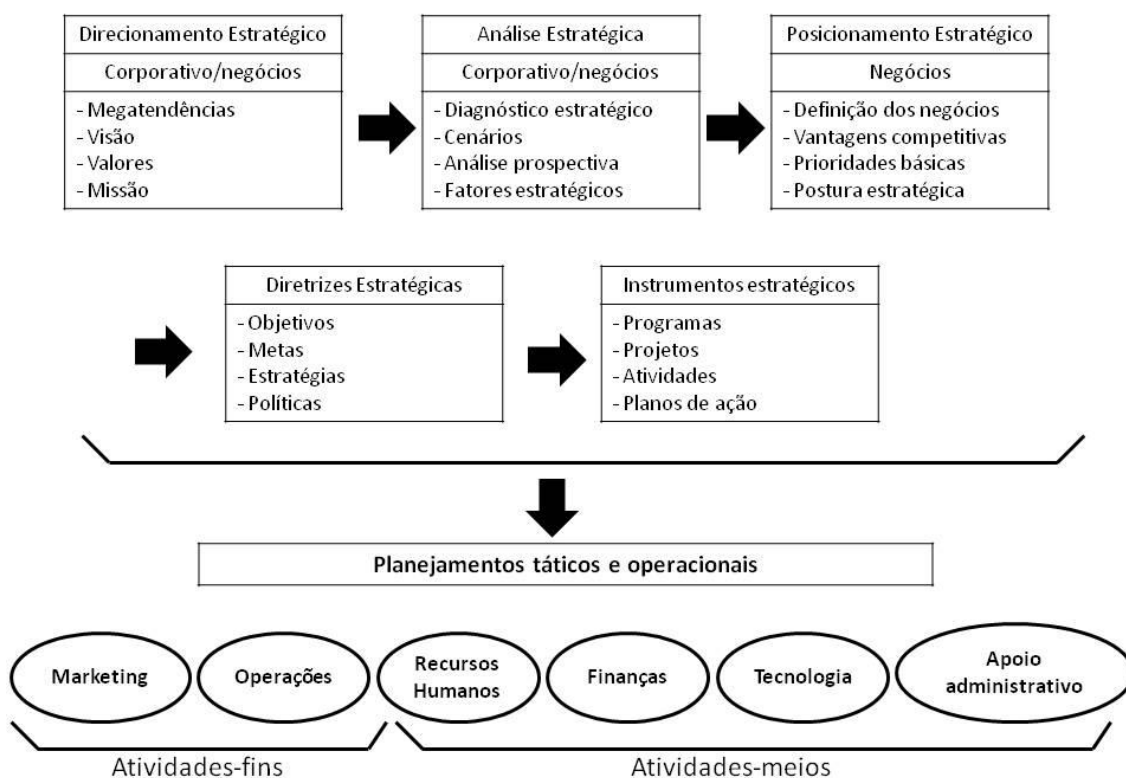 Direcionamento Estratégico
Corporativo/negócios
- Megatendências
- Visão
- Valores
- Missão
Análise Estratégica
Corporativo/negócios
- Diagnóstico estratégico
- Cenários
- Análise prospectiva
- Fatores estratégicos
Posicionamento Estratégico
Negócios
- Definição dos negócios
- Vantagens competitivas
- Prioridades básicas
- Postura estratégica
Diretrizes Estratégicas
- Objetivos
- Metas
- Estratégias
- Políticas
Instrumentos estratégicos
- Programas
- Projetos
- Atividades
- Planos de ação
Planejamentos táticos e operacionais
Marketing
Operações
Recursos
Humanos
Finanças
Tecnologia
Apoio
administrativo
Atividades-fins
Atividades-meios